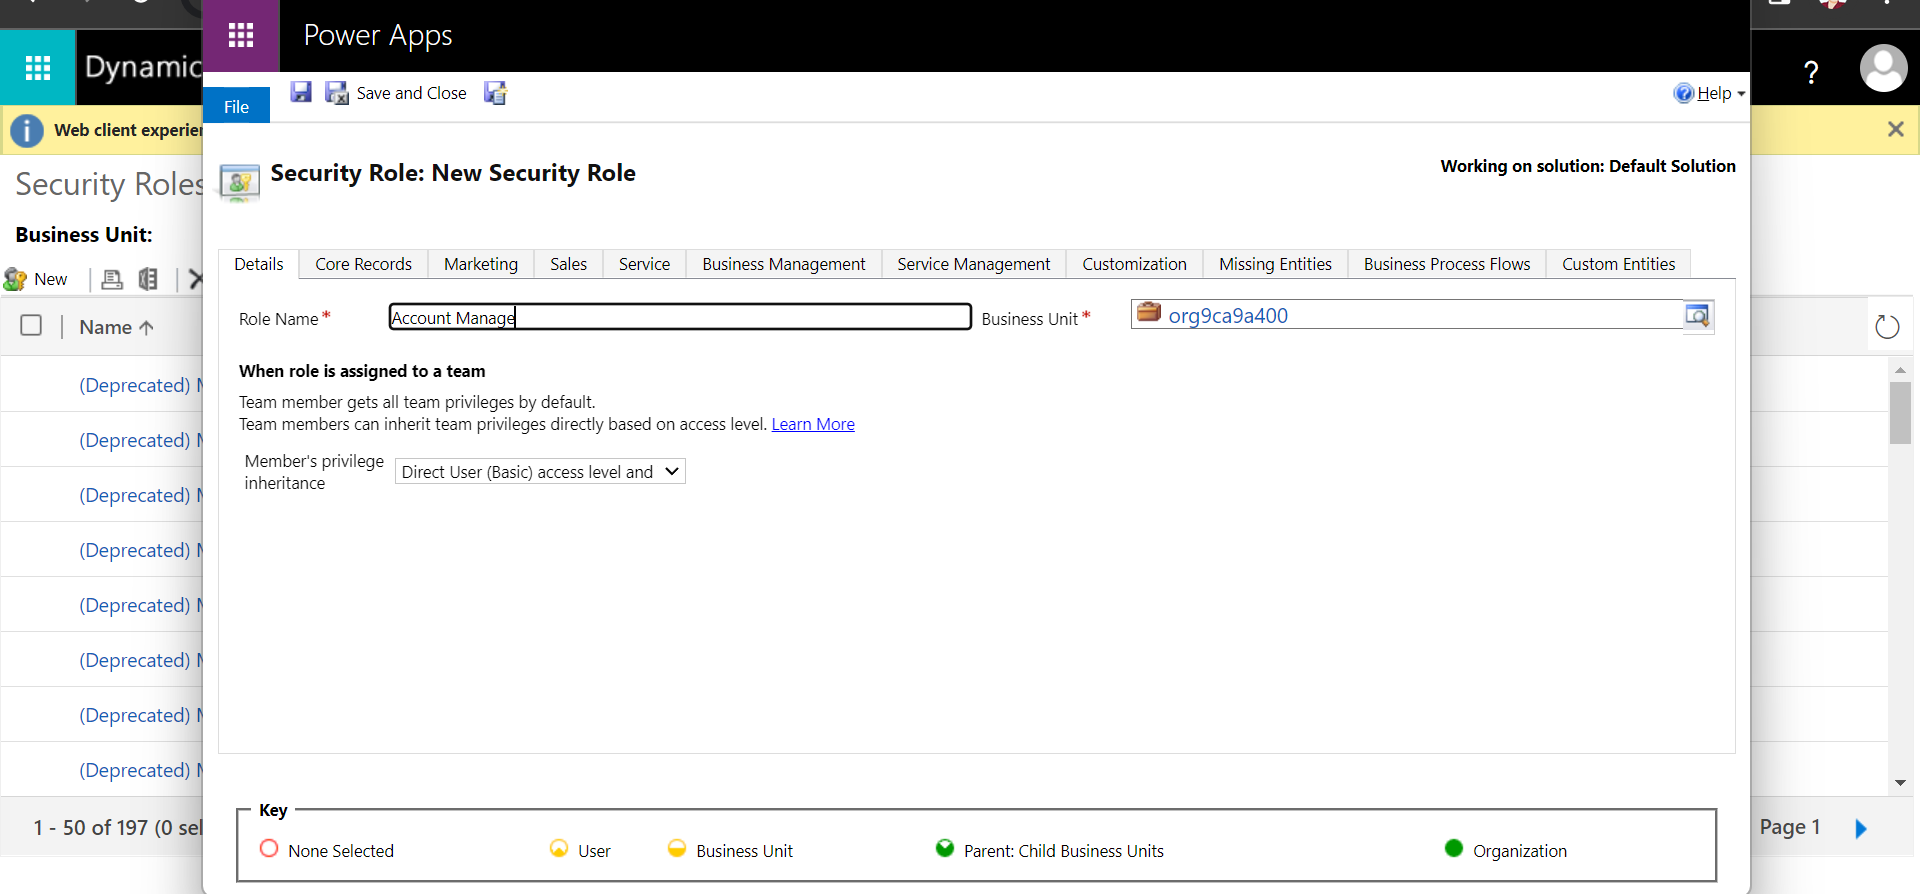 Power Apps
Dynamic
File
Save and Close
Help
?
Web client experier
Security Role: New Security Role
Working on solution: Default Solution
Security Roles
Business Unit:
New
Details
Core Records
Marketing
Sales
Service
Business Management
Service Management
Customization
Missing Entities
Business Process Flows
Custom Entities
Role Name *
Account Manage
Business Unit *
org9ca9a400
Name
When role is assigned to a team
Team member gets all team privileges by default.
Team members can inherit team privileges directly based on access level. Learn More
Member's privilege
inheritance
Direct User (Basic) access level and
(Deprecated) M
(Deprecated) M
(Deprecated) M
(Deprecated) M
(Deprecated) M
(Deprecated) M
(Deprecated) M
(Deprecated) M
Key
None Selected
User
Business Unit
Parent: Child Business Units
Organization
1 - 50 of 197 (0 sel
Page 1